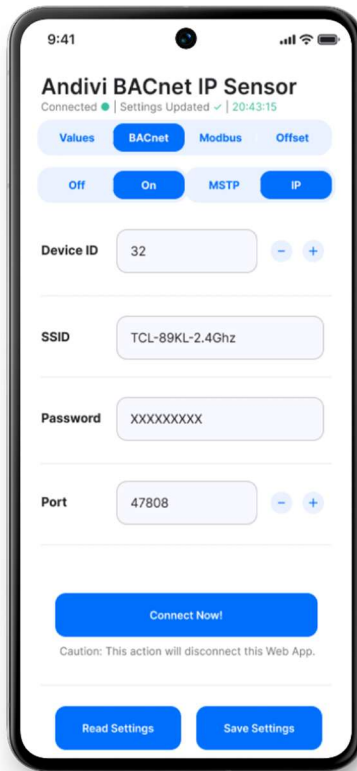 9:41
Andivi BACnet IP Sensor
Connected ● | Settings Updated ✓ | 20:43:15
Values BACnet Modbus Offset
Off On MSTP IP
Device ID 32 − +
SSID TCL-89KL-2.4Ghz
Password XXXXXXXXX
Port 47808 − +
Connect Now!
Caution: This action will disconnect this Web App.
Read Settings Save Settings